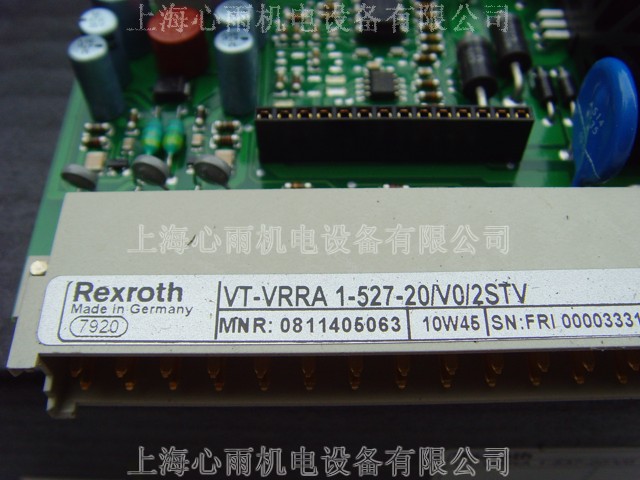 上海心雨机电设备有限公司
上海心雨机电设备有限公司
Rexroth
Made in Germany
7920
VT-VRRA 1-527-20/V0/2STV
MNR: 0811405063
10W45
SN:FRI 00003331
上海心雨机电设备有限公司